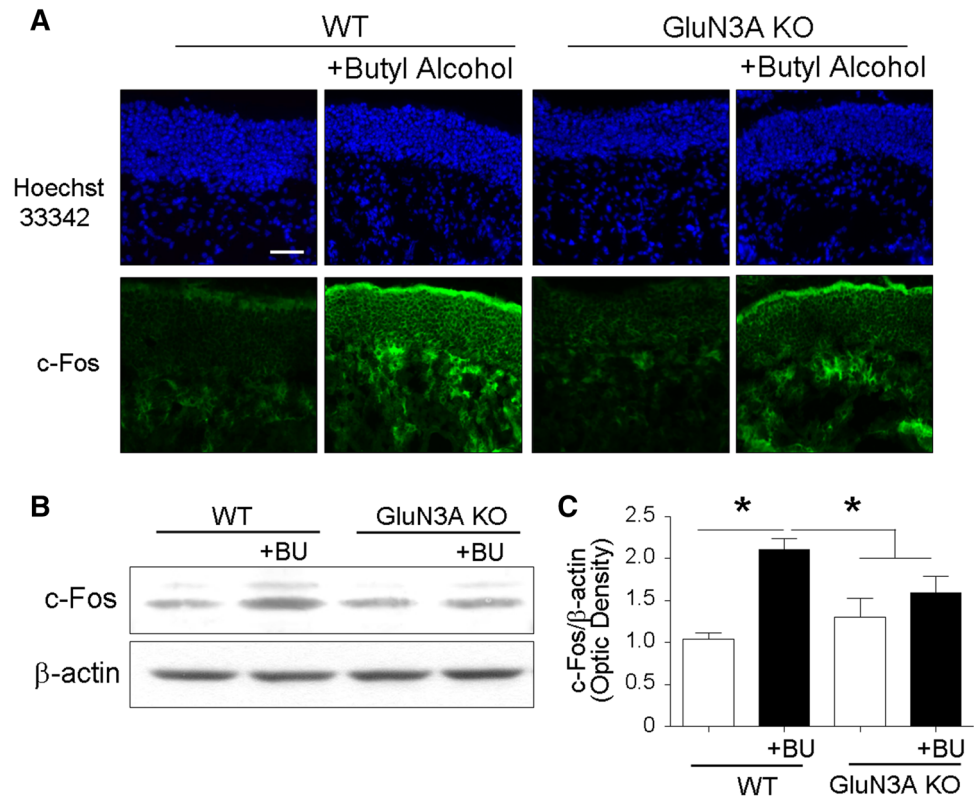 A
WT
GluN3A KO
+Butyl Alcohol
+Butyl Alcohol
Hoechst
33342
c-Fos
B
WT
GluN3A KO
+BU
+BU
c-Fos
β-actin
C
*
*
c-Fos/β-actin
(Optic Density)
2.5
2.0
1.5
1.0
0.5
0
+BU
+BU
WT
GluN3A KO